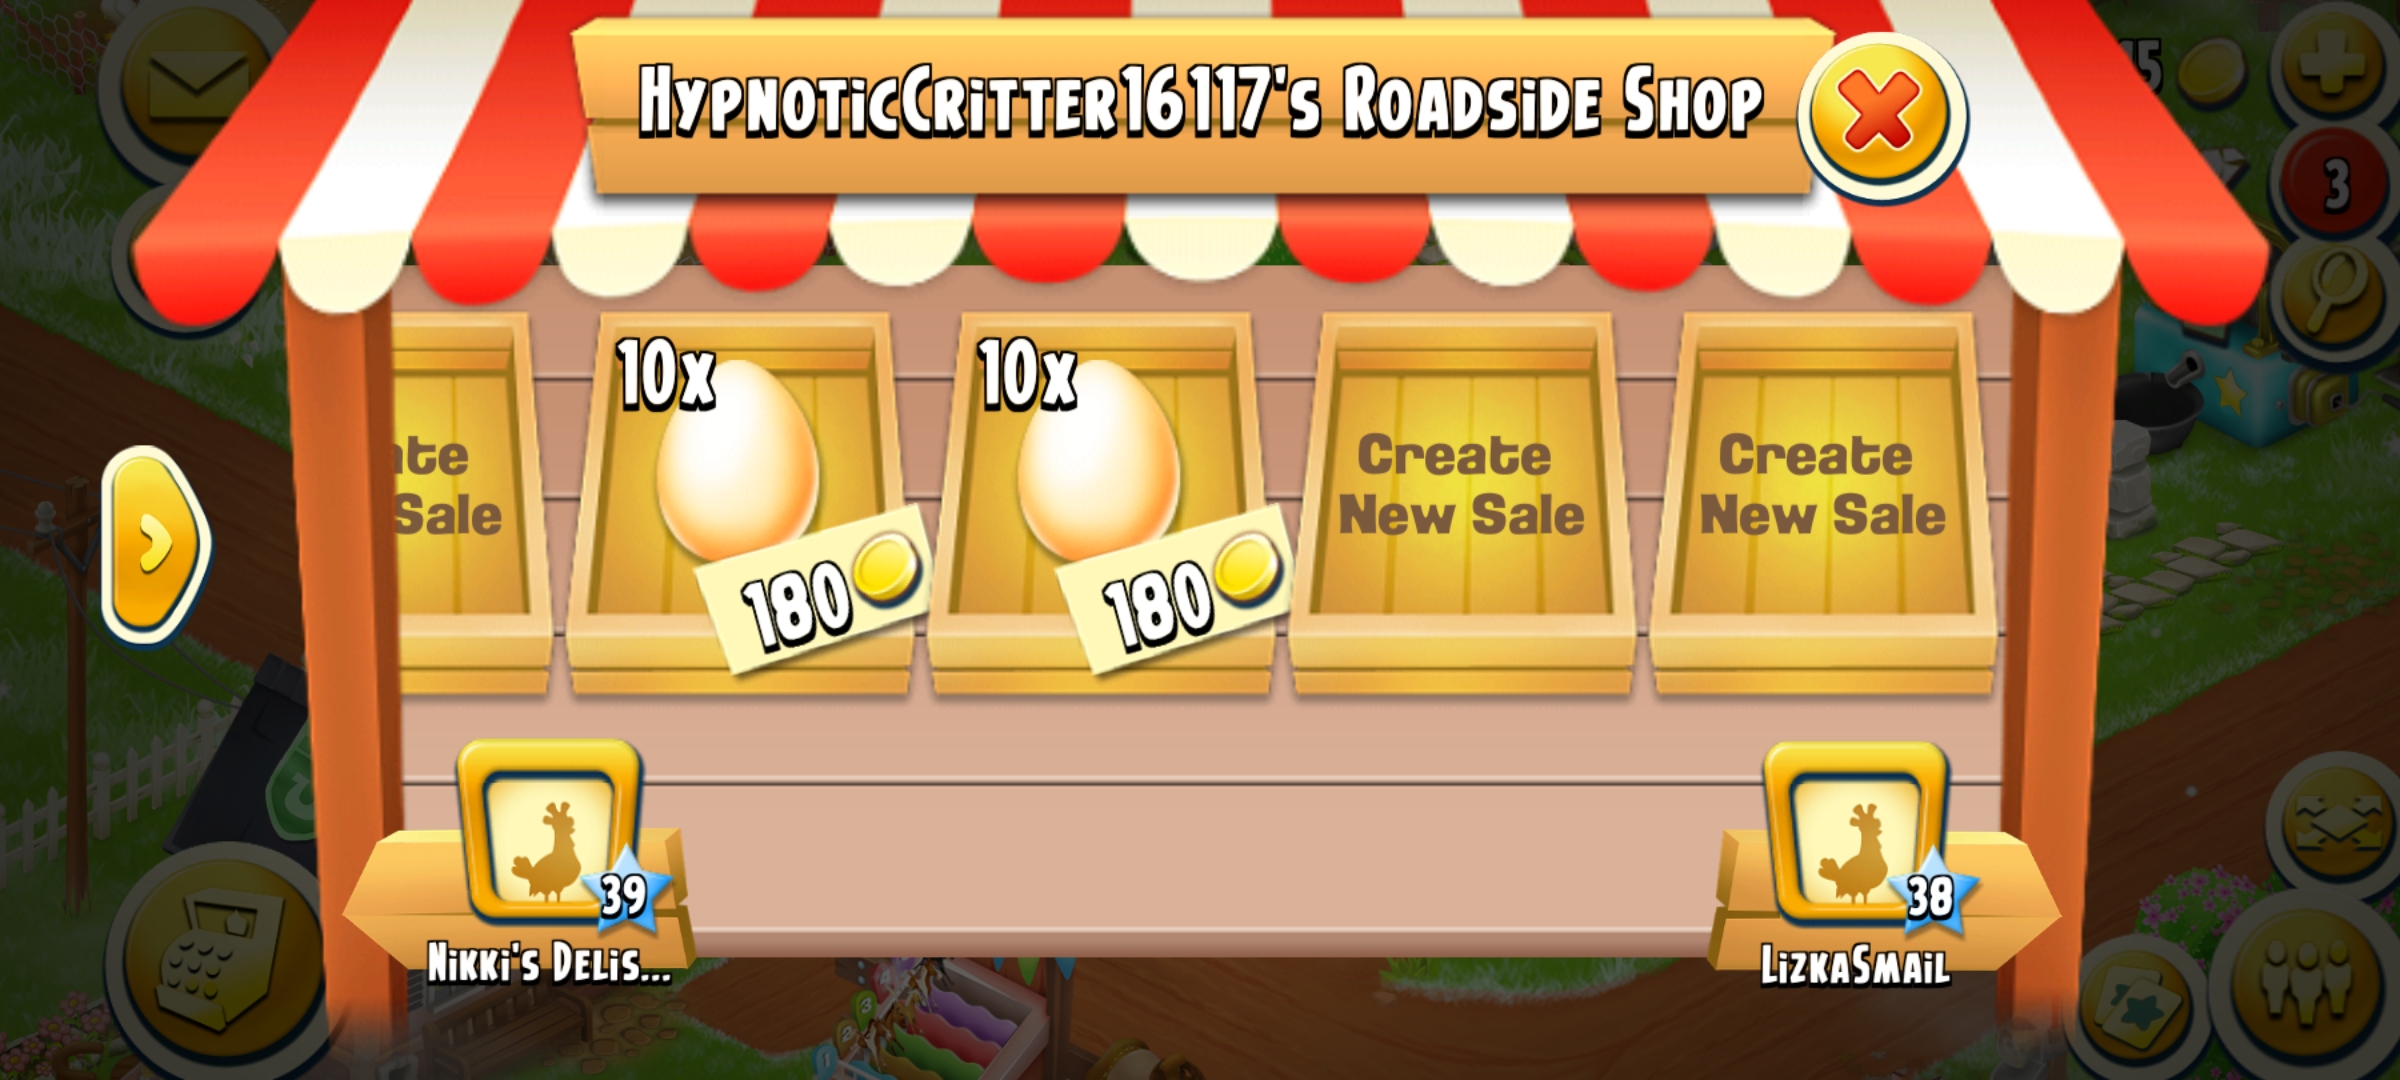 HypnoticCritter16117's Roadside Shop
15
3
10x
10x
Sale
Create
New Sale
Create
New Sale
180
180
39
38
Nikki's Delis...
LizkaSmail